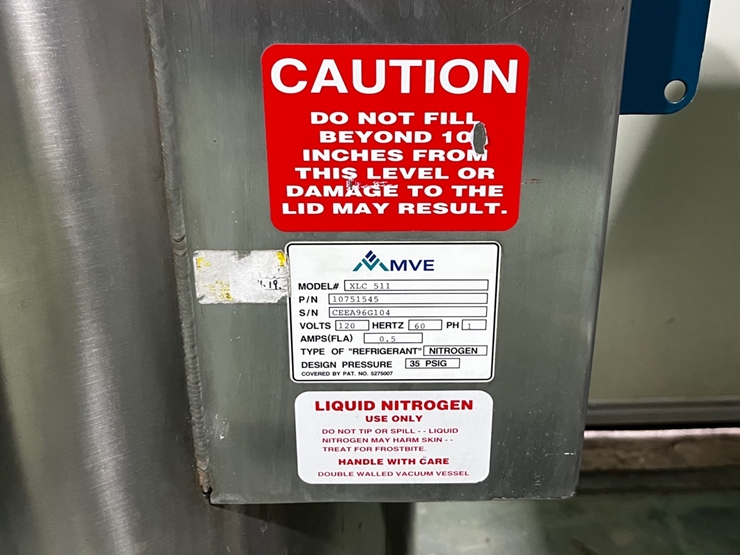 CAUTION
DO NOT FILL
BEYOND 10
INCHES FROM
THIS LEVEL OR
DAMAGE TO THE
LID MAY RESULT.
MVE
MODEL# XLC 511
P/N 10751545
S/N CEEA96G104
VOLTS 120 HERTZ 60 PH 1
AMPS(FLA) 0.5
TYPE OF "REFRIGERANT" NITROGEN
DESIGN PRESSURE 35 PSIG
COVERED BY PAT. NO. 5275007
LIQUID NITROGEN
USE ONLY
DO NOT TIP OR SPILL - - LIQUID
NITROGEN MAY HARM SKIN - -
TREAT FOR FROSTBITE.
HANDLE WITH CARE
DOUBLE WALLED VACUUM VESSEL